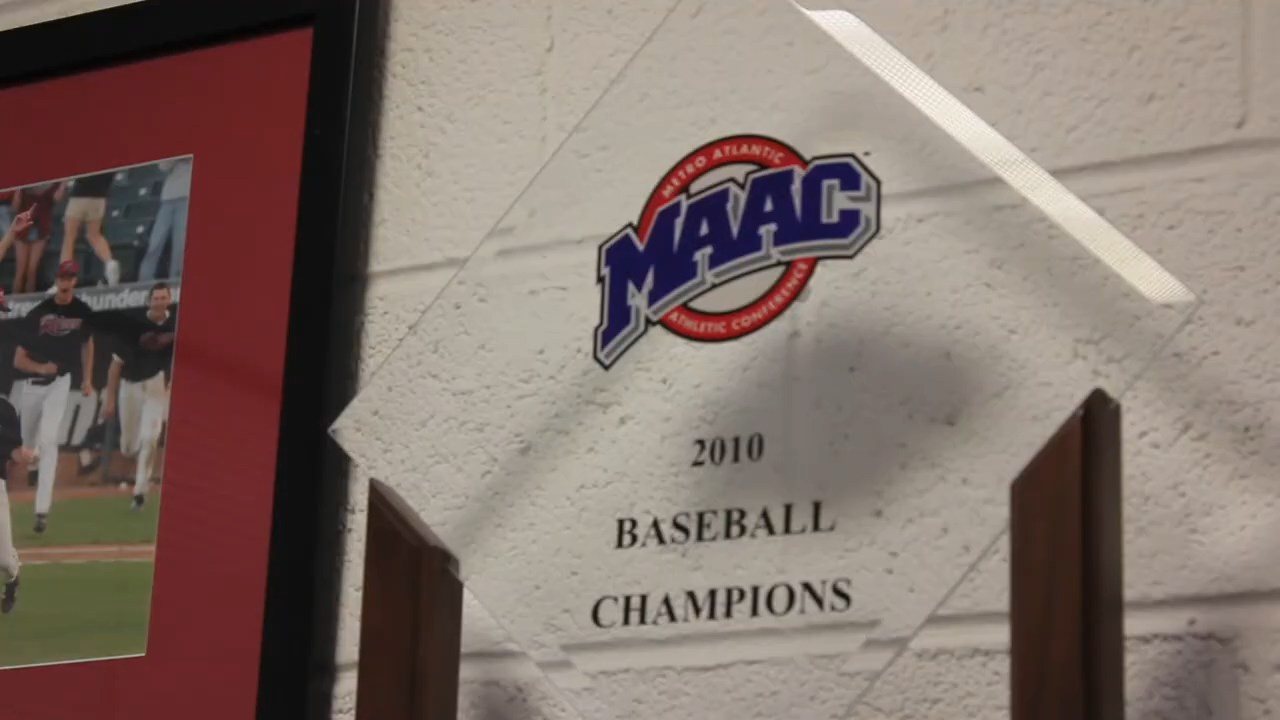 METRO ATLANTIC
MAAC
ATHLETIC CONFERENCE
2010
BASEBALL
CHAMPIONS